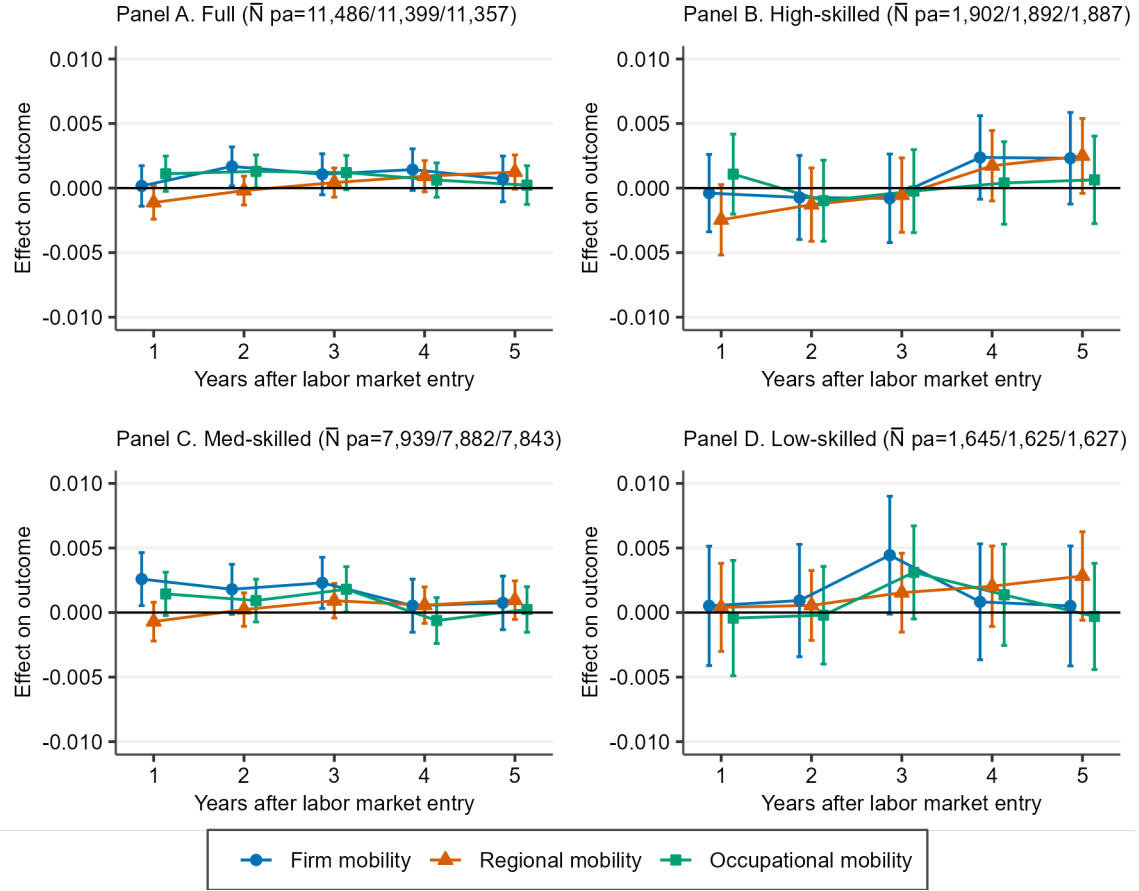 Panel A. Full (N̅ pa=11,486/11,399/11,357)
0.010
0.005
0.000
-0.005
-0.010
Effect on outcome
1 2 3 4 5
Years after labor market entry
Panel B. High-skilled (N̅ pa=1,902/1,892/1,887)
0.010
0.005
0.000
-0.005
-0.010
Effect on outcome
1 2 3 4 5
Years after labor market entry
Panel C. Med-skilled (N̅ pa=7,939/7,882/7,843)
0.010
0.005
0.000
-0.005
-0.010
Effect on outcome
1 2 3 4 5
Years after labor market entry
Panel D. Low-skilled (N̅ pa=1,645/1,625/1,627)
0.010
0.005
0.000
-0.005
-0.010
Effect on outcome
1 2 3 4 5
Years after labor market entry
Firm mobility Regional mobility Occupational mobility